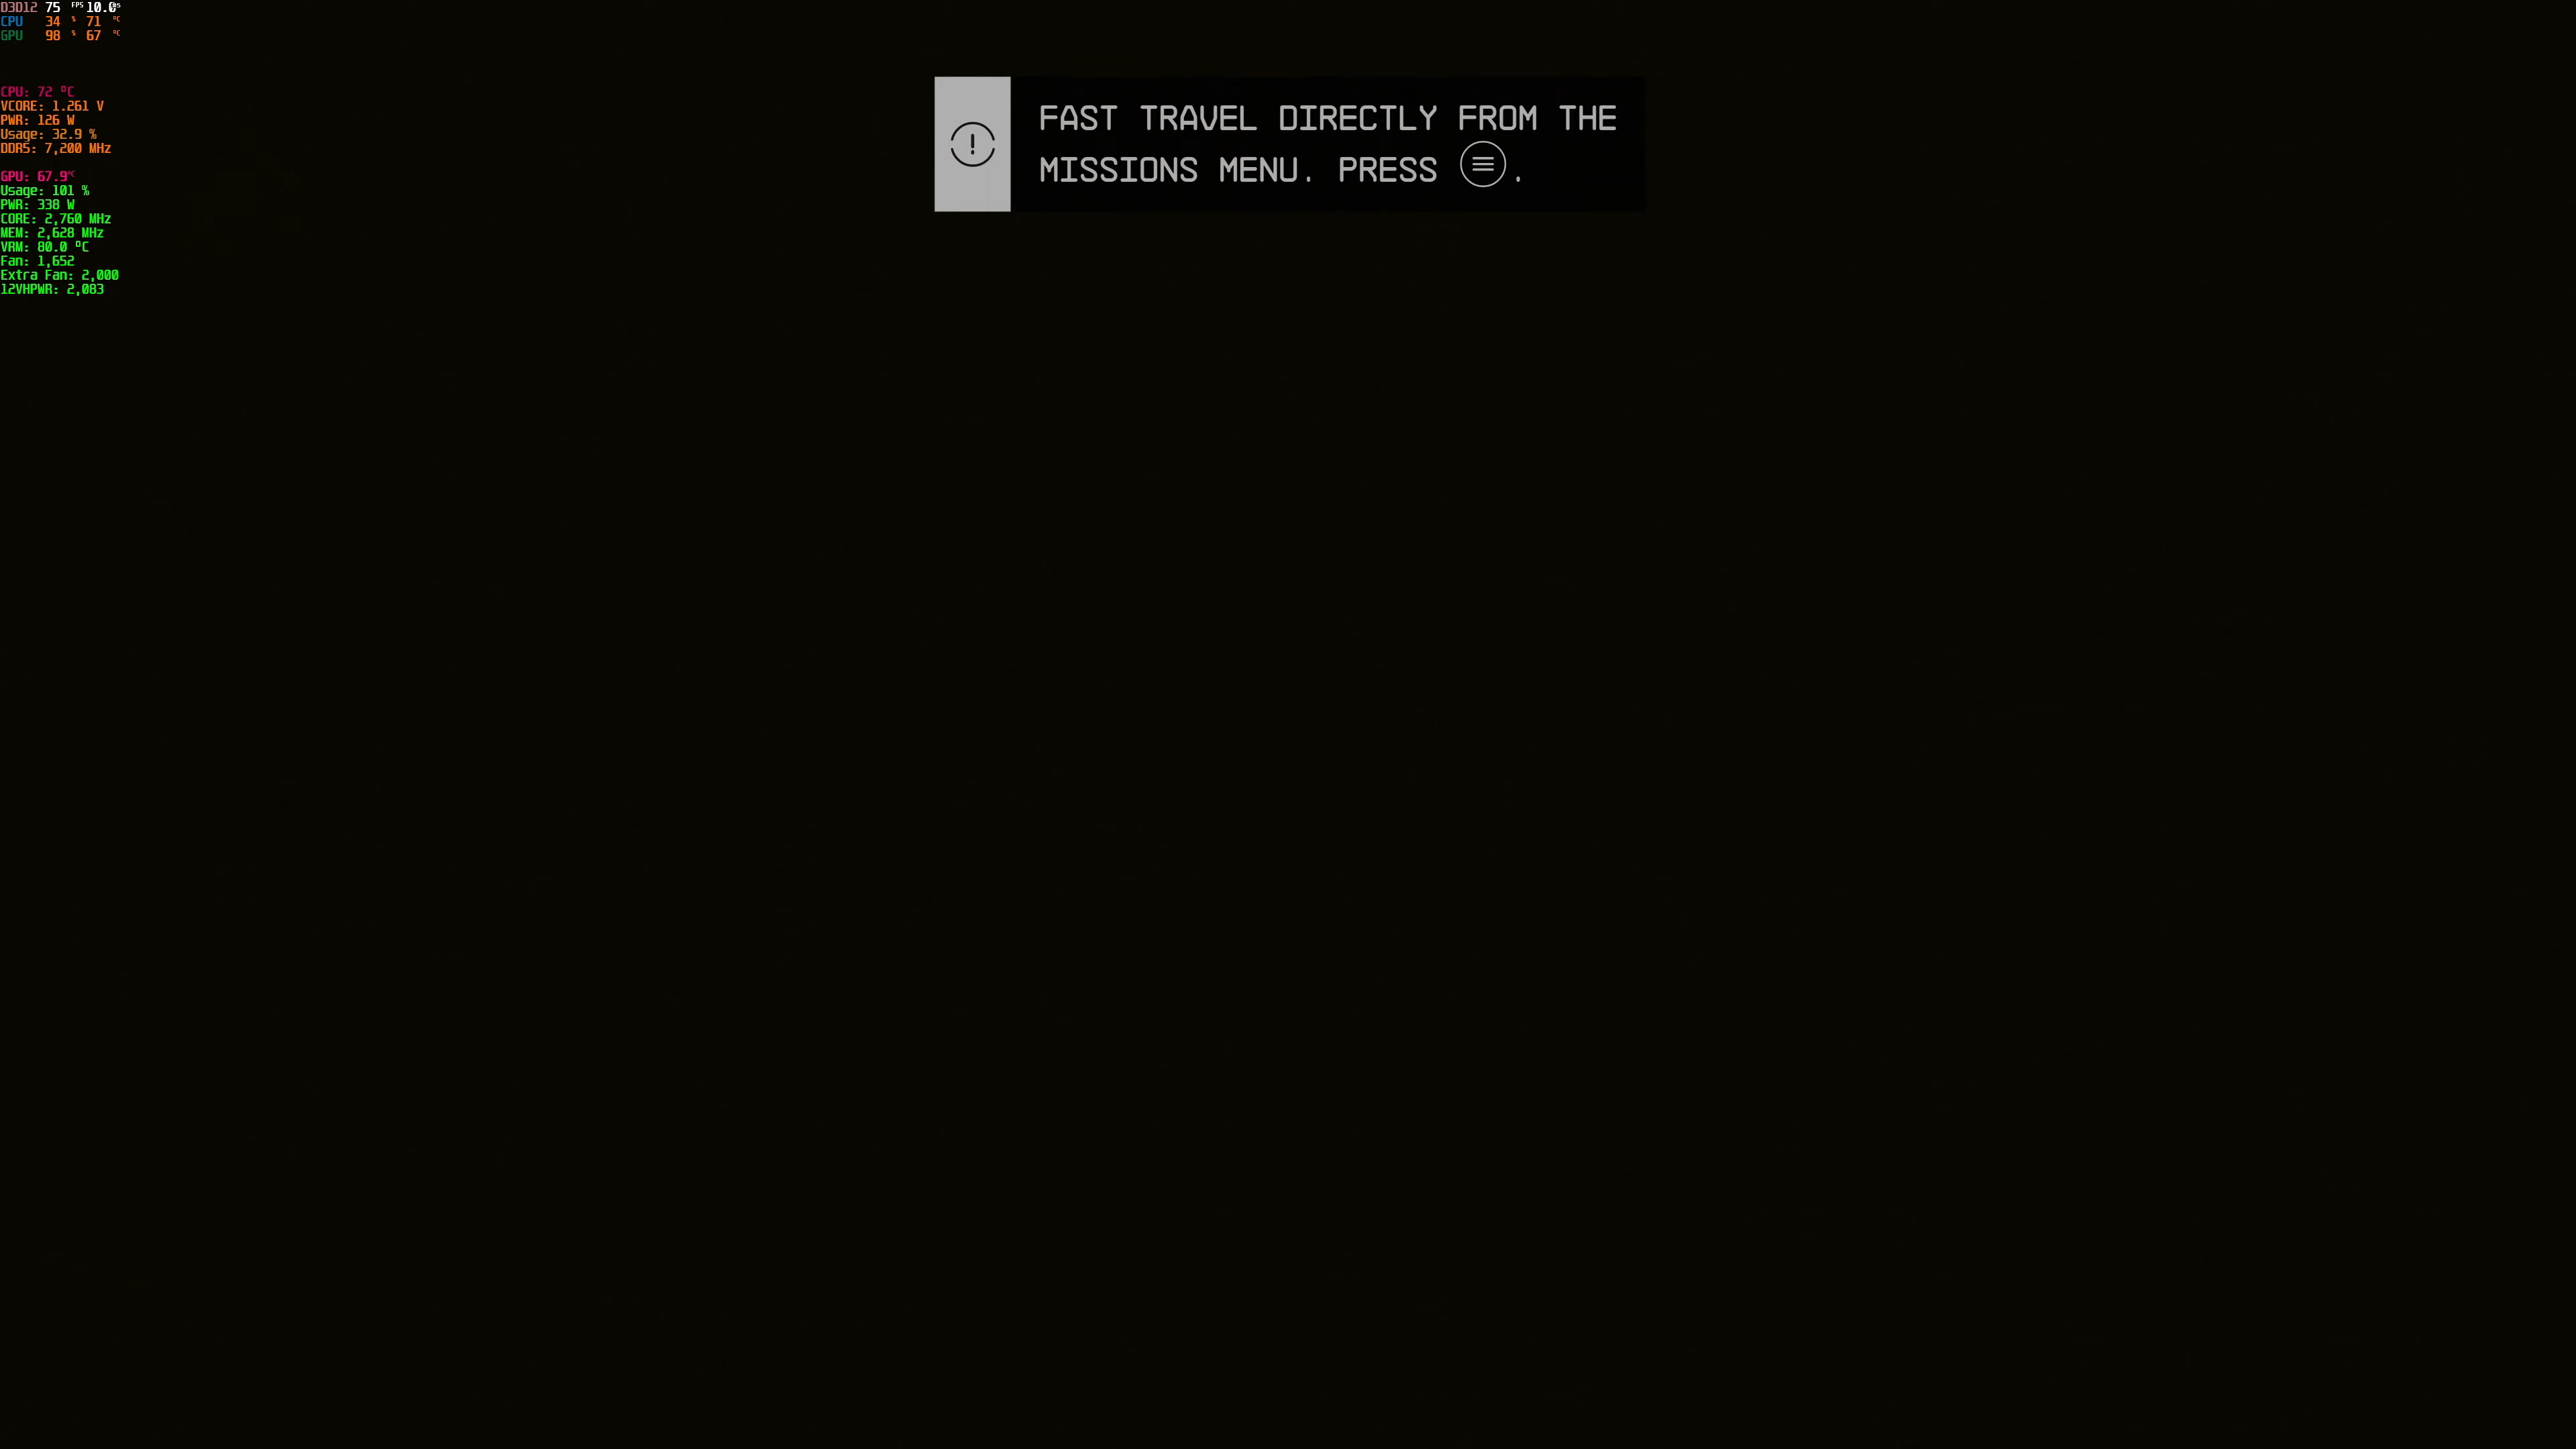 D3D12 75 FPS 10.0 ms
CPU 34 % 71 °C
GPU 98 % 67 °C
CPU: 72 °C
VCORE: 1.261 V
PWR: 126 W
Usage: 32.9 %
DDR5: 7,200 MHz
GPU: 67.9 °C
Usage: 101 %
PWR: 338 W
CORE: 2,760 MHz
MEM: 2,628 MHz
VRM: 80.0 °C
Fan: 1,652
Extra Fan: 2,000
12VHPWR: 2,083
FAST TRAVEL DIRECTLY FROM THE
MISSIONS MENU. PRESS .